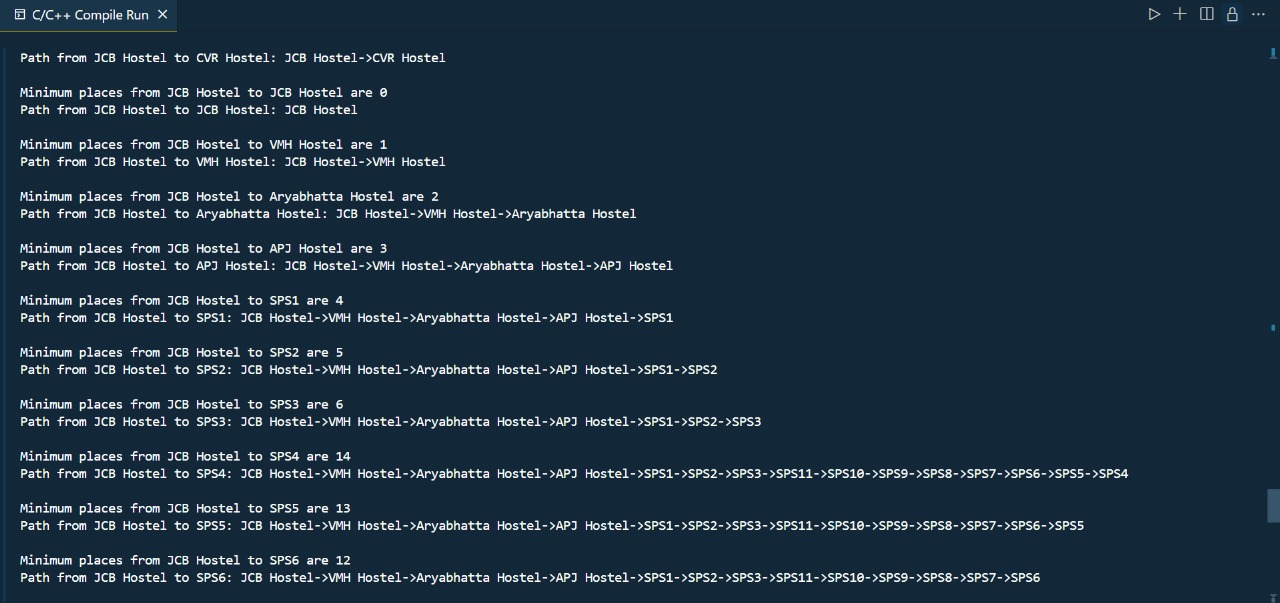 C/C++ Compile Run
Path from JCB Hostel to CVR Hostel: JCB Hostel->CVR Hostel
Minimum places from JCB Hostel to JCB Hostel are 0
Path from JCB Hostel to JCB Hostel: JCB Hostel
Minimum places from JCB Hostel to VMH Hostel are 1
Path from JCB Hostel to VMH Hostel: JCB Hostel->VMH Hostel
Minimum places from JCB Hostel to Aryabhatta Hostel are 2
Path from JCB Hostel to Aryabhatta Hostel: JCB Hostel->VMH Hostel->Aryabhatta Hostel
Minimum places from JCB Hostel to APJ Hostel are 3
Path from JCB Hostel to APJ Hostel: JCB Hostel->VMH Hostel->Aryabhatta Hostel->APJ Hostel
Minimum places from JCB Hostel to SPS1 are 4
Path from JCB Hostel to SPS1: JCB Hostel->VMH Hostel->Aryabhatta Hostel->APJ Hostel->SPS1
Minimum places from JCB Hostel to SPS2 are 5
Path from JCB Hostel to SPS2: JCB Hostel->VMH Hostel->Aryabhatta Hostel->APJ Hostel->SPS1->SPS2
Minimum places from JCB Hostel to SPS3 are 6
Path from JCB Hostel to SPS3: JCB Hostel->VMH Hostel->Aryabhatta Hostel->APJ Hostel->SPS1->SPS2->SPS3
Minimum places from JCB Hostel to SPS4 are 14
Path from JCB Hostel to SPS4: JCB Hostel->VMH Hostel->Aryabhatta Hostel->APJ Hostel->SPS1->SPS2->SPS3->SPS11->SPS10->SPS9->SPS8->SPS7->SPS6->SPS5->SPS4
Minimum places from JCB Hostel to SPS5 are 13
Path from JCB Hostel to SPS5: JCB Hostel->VMH Hostel->Aryabhatta Hostel->APJ Hostel->SPS1->SPS2->SPS3->SPS11->SPS10->SPS9->SPS8->SPS7->SPS6->SPS5
Minimum places from JCB Hostel to SPS6 are 12
Path from JCB Hostel to SPS6: JCB Hostel->VMH Hostel->Aryabhatta Hostel->APJ Hostel->SPS1->SPS2->SPS3->SPS11->SPS10->SPS9->SPS8->SPS7->SPS6